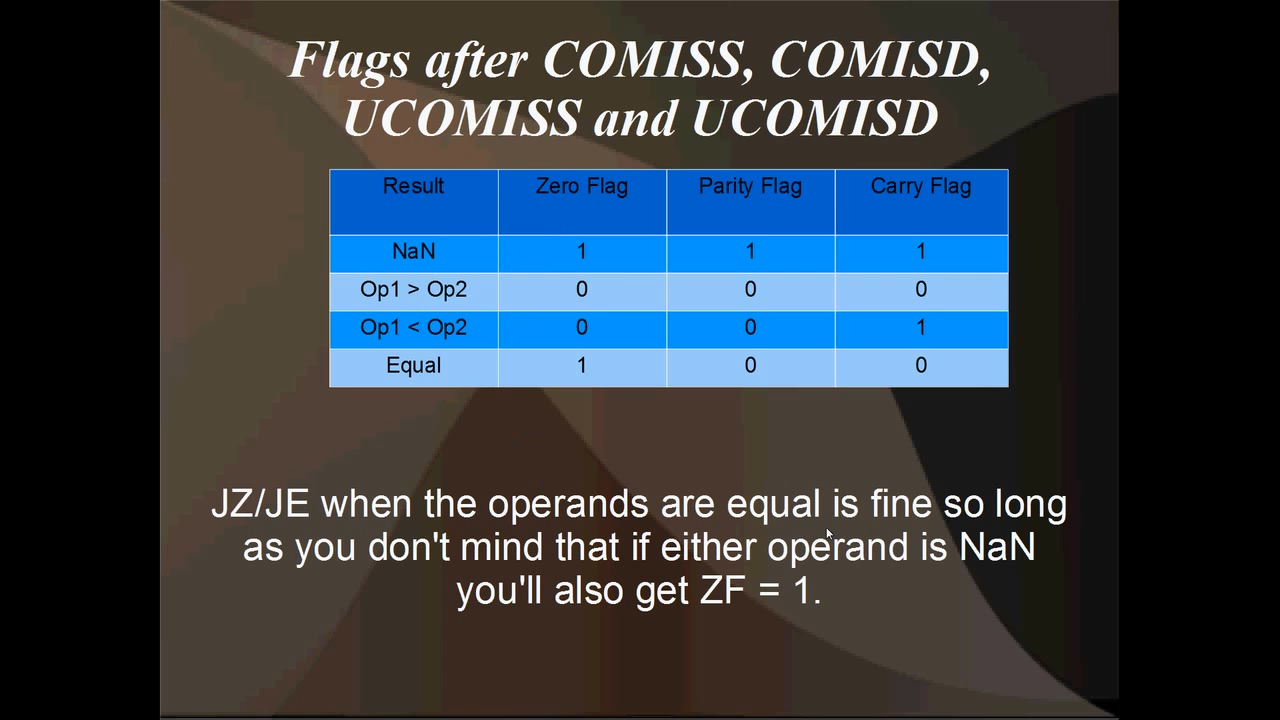 Flags after COMISS, COMISD,
UCOMISS and UCOMISD
Result Zero Flag Parity Flag Carry Flag
NaN 1 1 1
Op1 > Op2 0 0 0
Op1 < Op2 0 0 1
Equal 1 0 0
JZ/JE when the operands are equal is fine so long
as you don't mind that if either operand is NaN
you'll also get ZF = 1.